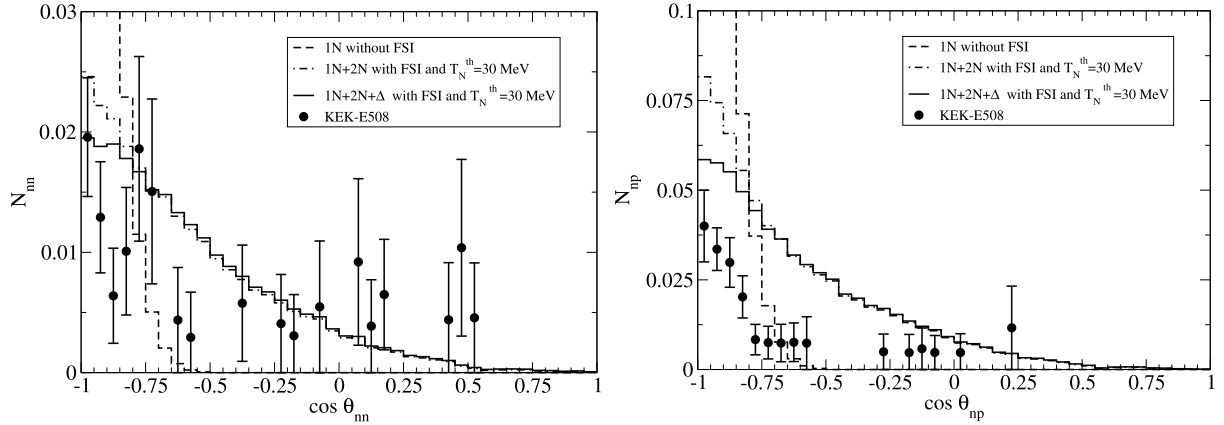 0.03
0.02
0.01
0
N_nn
1N without FSI
1N+2N with FSI and T_N^th=30 MeV
1N+2N+Δ with FSI and T_N^th=30 MeV
KEK-E508
-1 -0.75 -0.5 -0.25 0 0.25 0.5 0.75 1
cos θ_nn
0.1
0.075
0.05
0.025
0
N_np
1N without FSI
1N+2N with FSI and T_N^th=30 MeV
1N+2N+Δ with FSI and T_N^th=30 MeV
KEK-E508
-1 -0.75 -0.5 -0.25 0 0.25 0.5 0.75 1
cos θ_np